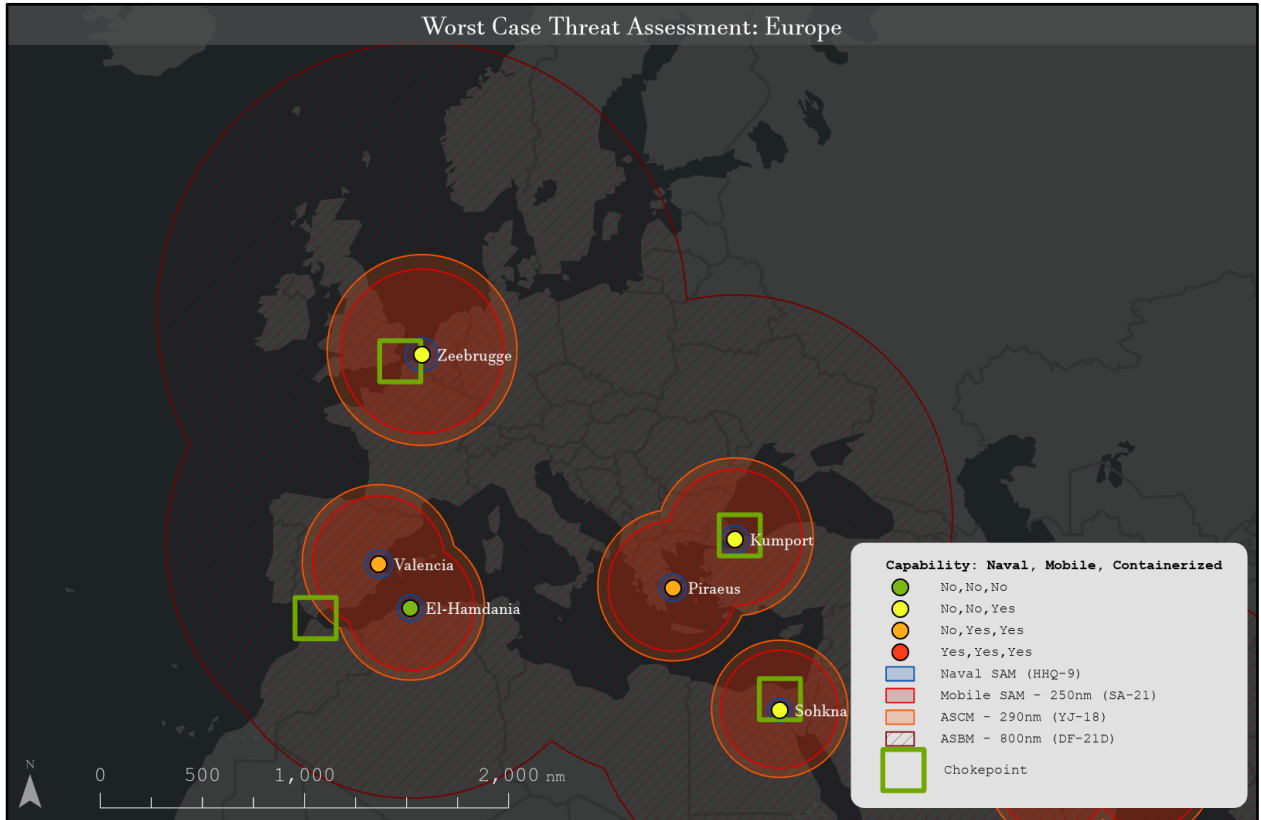 Worst Case Threat Assessment: Europe
Zeebrugge
Valencia
El-Hamdania
Kumport
Piraeus
Sohkna
Capability: Naval, Mobile, Containerized
No,No,No
No,No,Yes
No,Yes,Yes
Yes,Yes,Yes
Naval SAM (HHQ-9)
Mobile SAM - 250nm (SA-21)
ASCM - 290nm (YJ-18)
ASBM - 800nm (DF-21D)
Chokepoint
N
0 500 1,000 2,000 nm